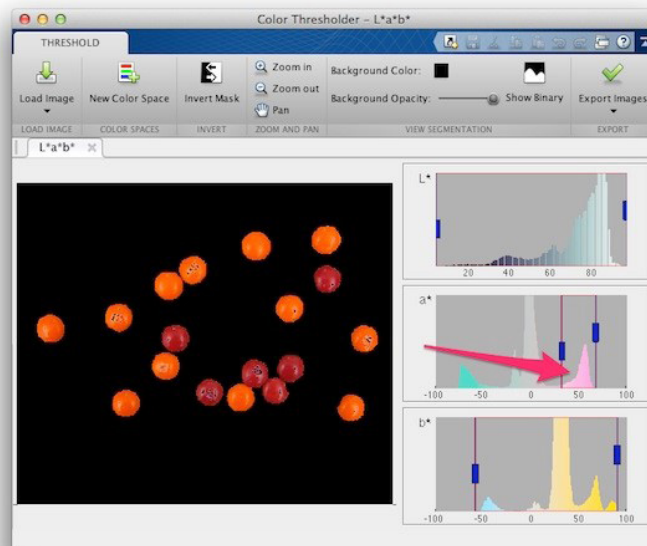 Color Thresholder – L*a*b*
THRESHOLD
Load Image
New Color Space
Invert Mask
Zoom in
Zoom out
Pan
Background Color:
Background Opacity:
Show Binary
Export Images
LOAD IMAGE
COLOR SPACES
INVERT
ZOOM AND PAN
VIEW SEGMENTATION
EXPORT
L*a*b*
L*
20 40 60 80
a*
-100 -50 0 50 100
b*
-100 -50 0 50 100